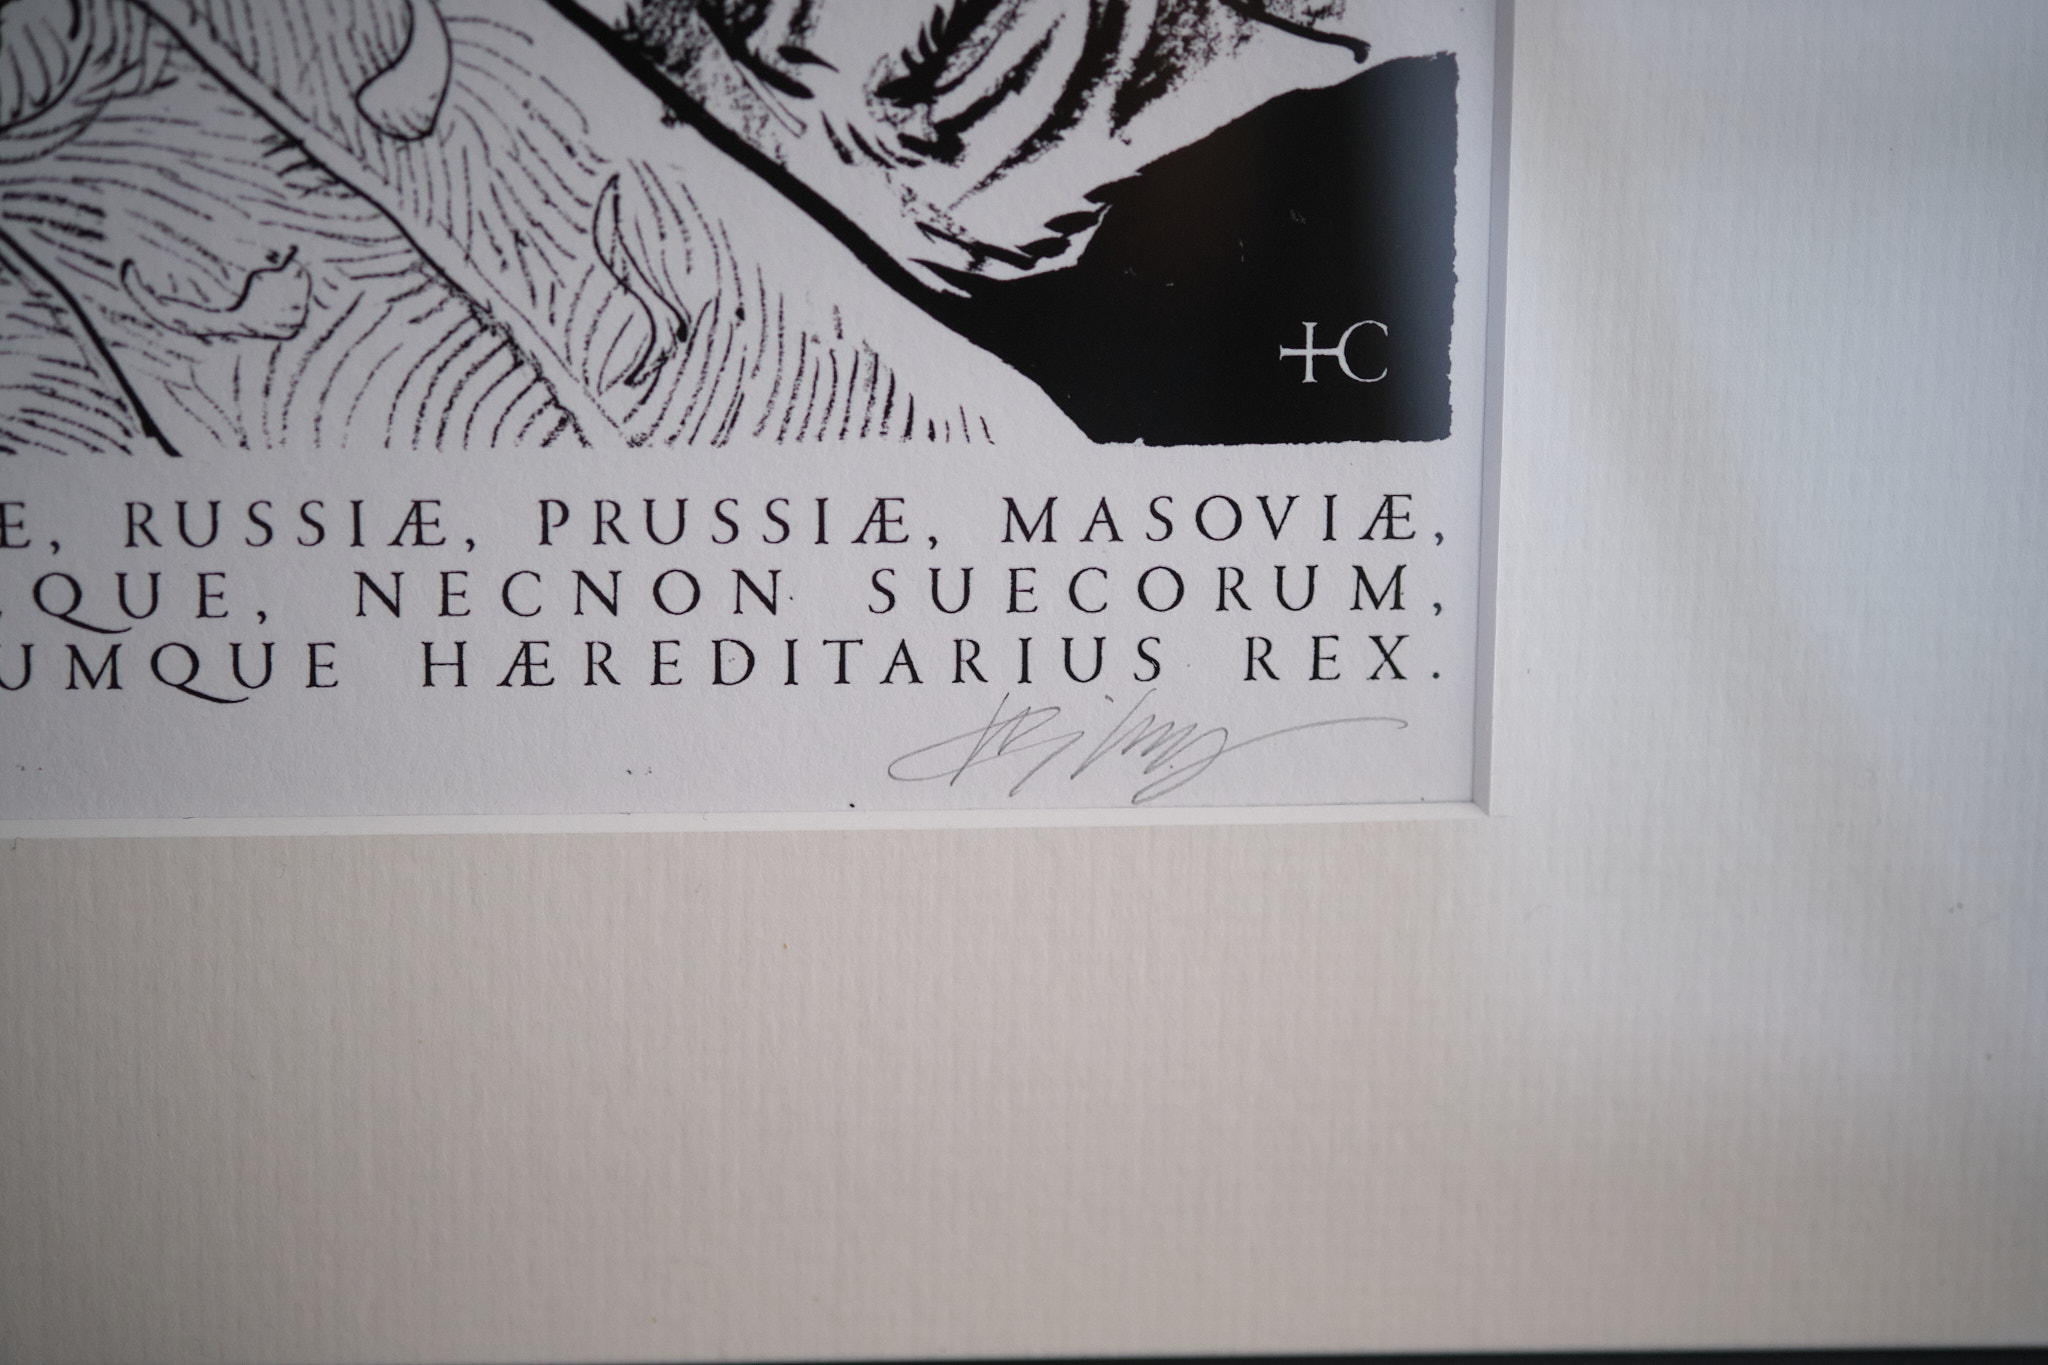 C
Æ, RUSSIÆ, PRUSSIÆ, MASOVIÆ,
QUE, NECNON SUECORUM,
UMQUE HÆREDITARIUS REX.